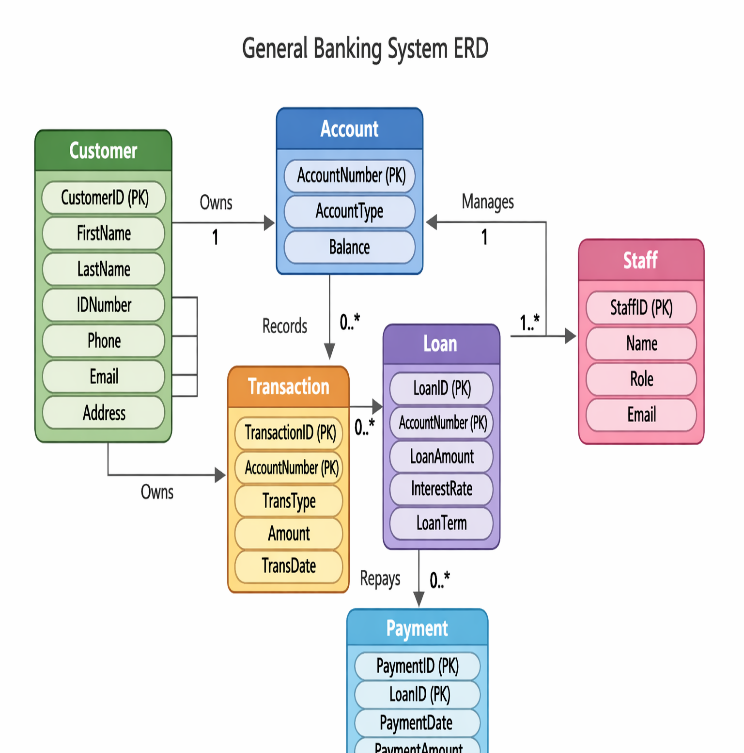 General Banking System ERD
Customer
CustomerID (PK)
FirstName
LastName
IDNumber
Phone
Email
Address
Owns
1
Account
AccountNumber (PK)
AccountType
Balance
Manages
1
Staff
StaffID (PK)
Name
Role
Email
1..*
Records
0..*
Transaction
TransactionID (PK)
AccountNumber (PK)
TransType
Amount
TransDate
Owns
0..*
Loan
LoanID (PK)
AccountNumber (PK)
LoanAmount
InterestRate
LoanTerm
Repays
0..*
Payment
PaymentID (PK)
LoanID (PK)
PaymentDate
PaymentAmount